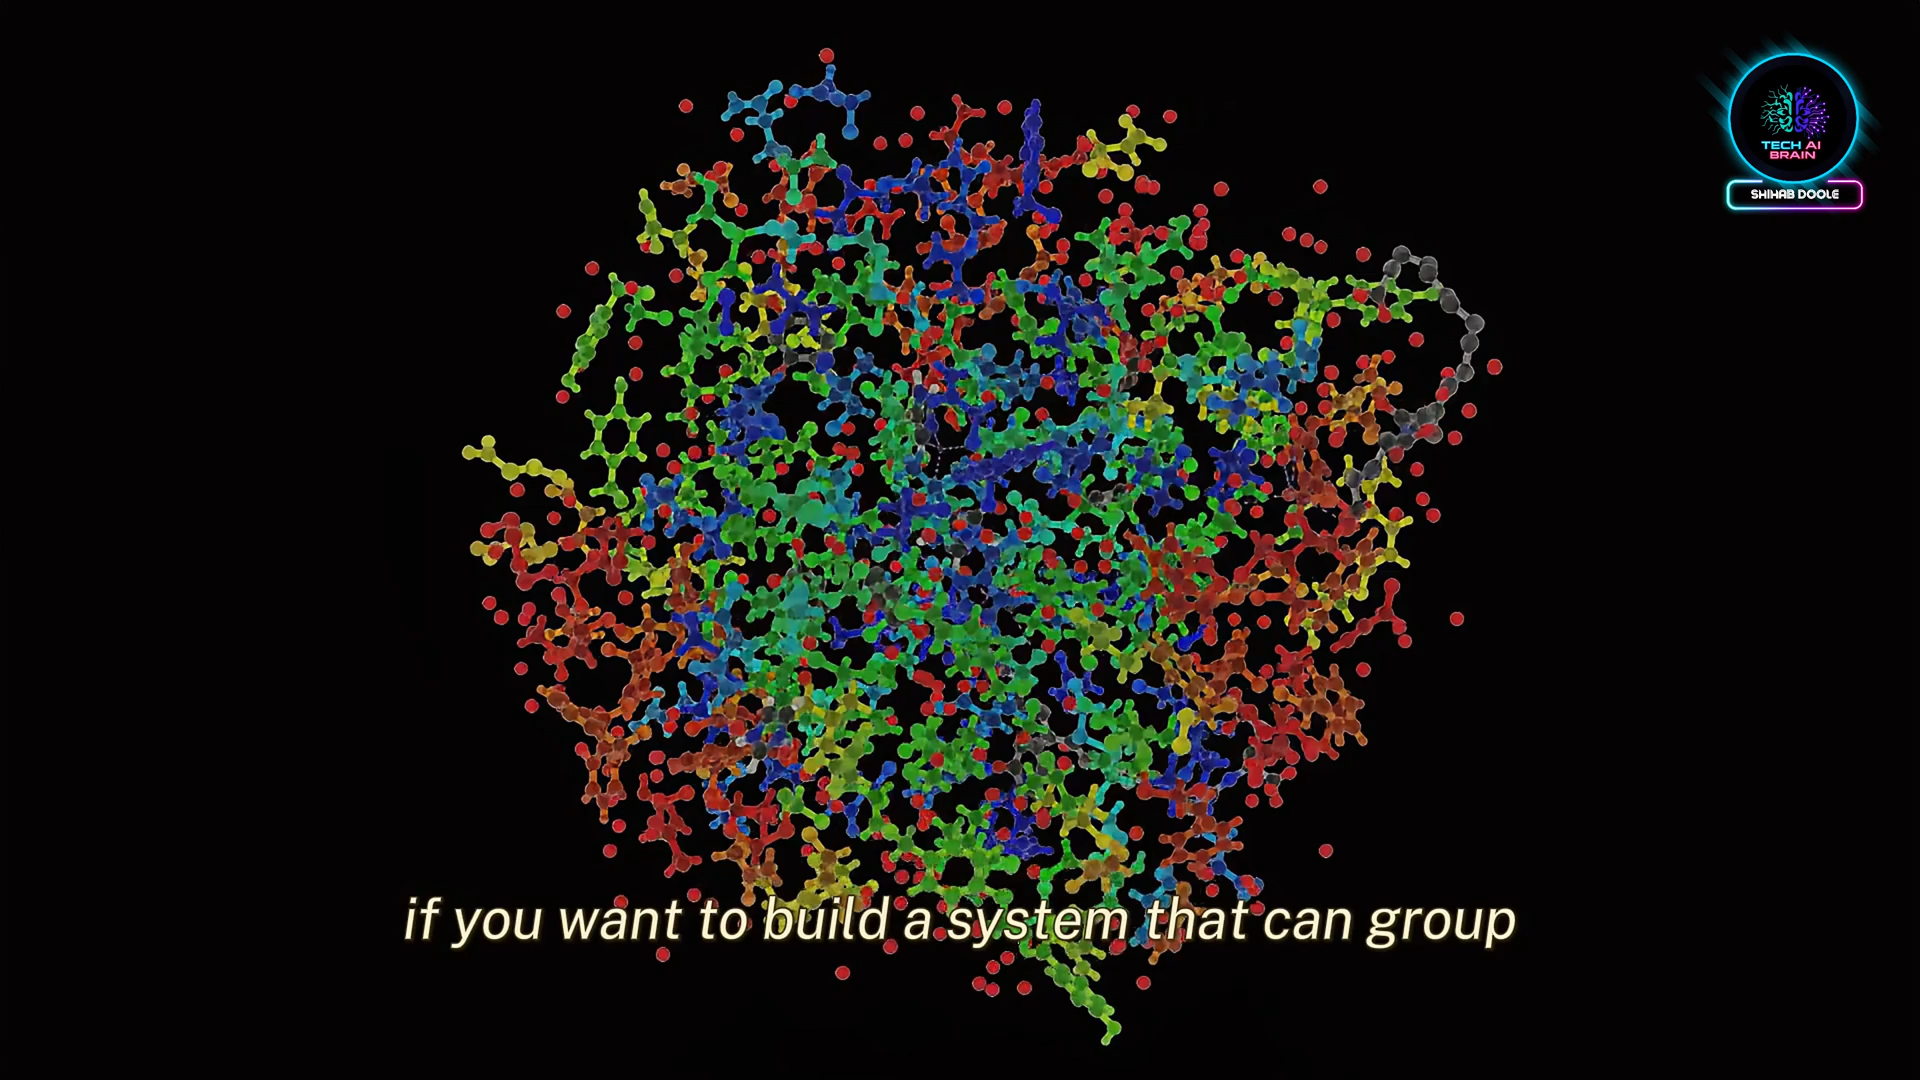 TECH AI
BRAIN
SHIHAB DOOLE
if you want to build a system that can group